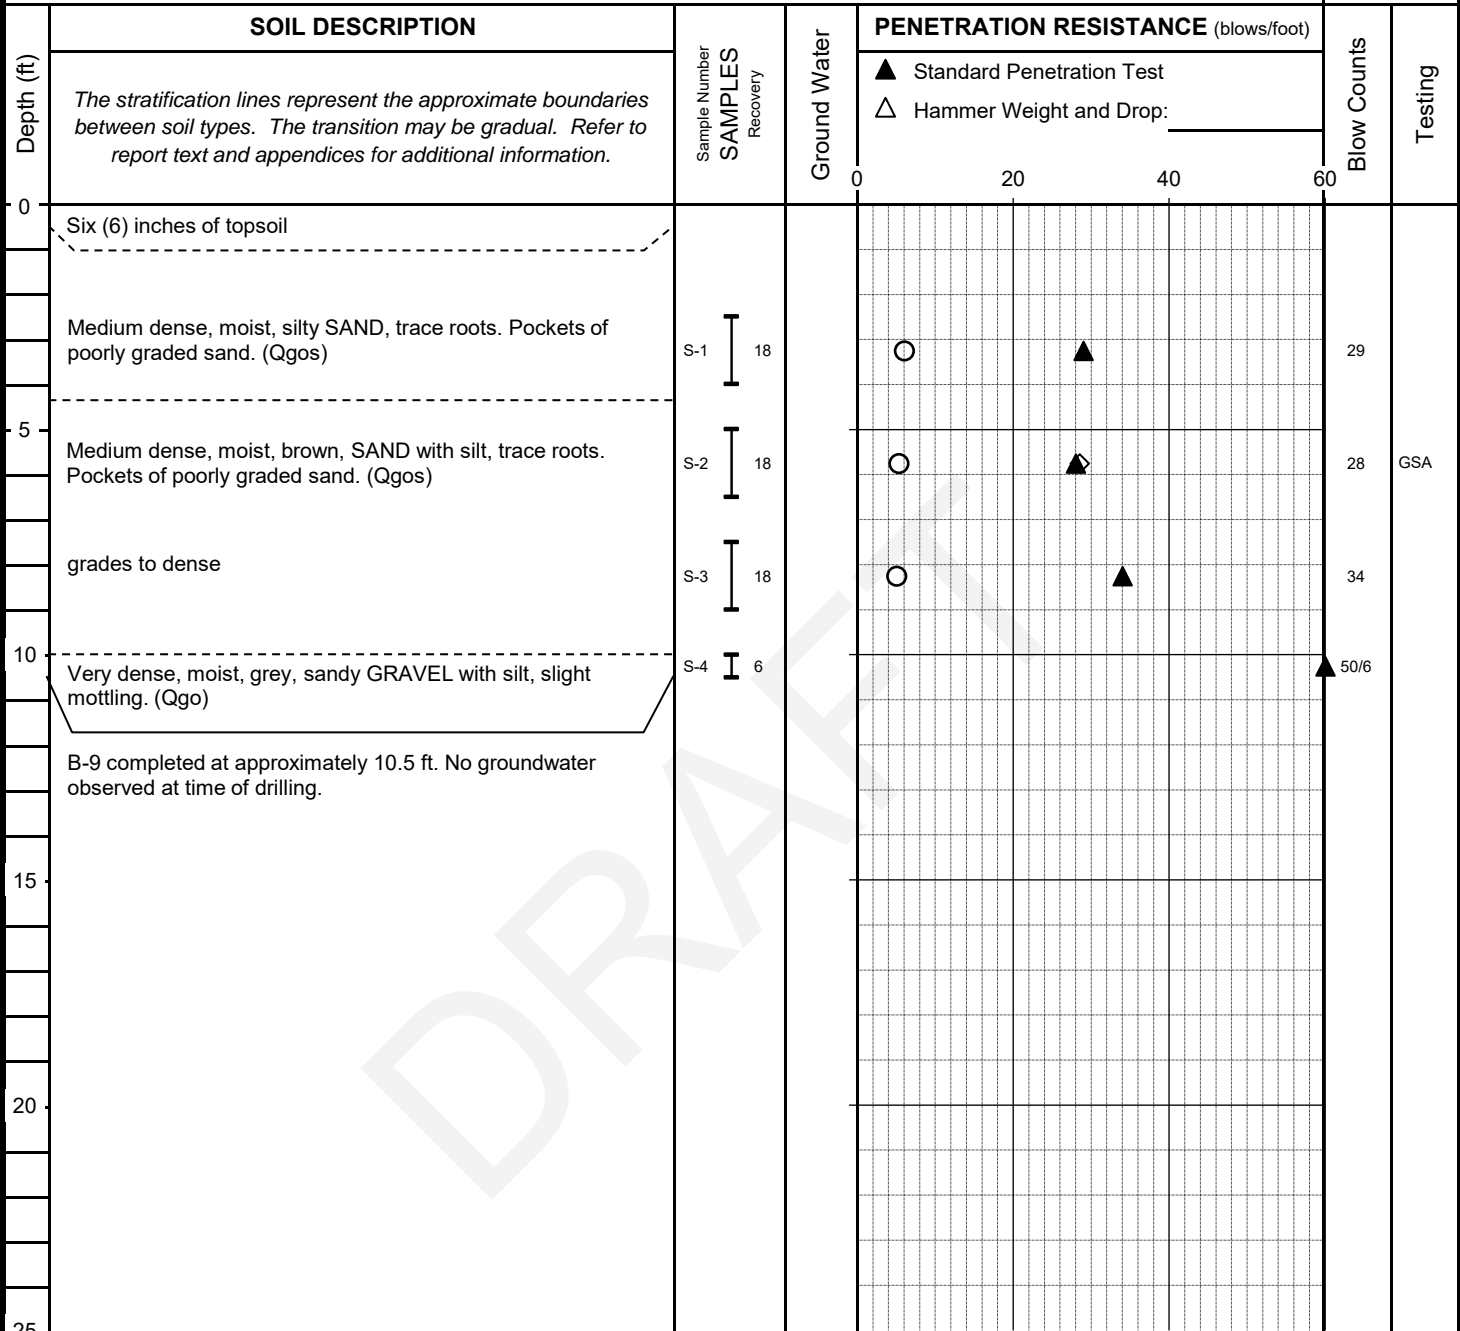 Depth (ft)
SOIL DESCRIPTION
The stratification lines represent the approximate boundaries
between soil types. The transition may be gradual. Refer to
report text and appendices for additional information.
Sample Number
SAMPLES
Recovery
Ground Water
PENETRATION RESISTANCE (blows/foot)
Standard Penetration Test
Hammer Weight and Drop:
0 20 40 60
Blow Counts
Testing
0
Six (6) inches of topsoil
Medium dense, moist, silty SAND, trace roots. Pockets of
poorly graded sand. (Qgos)
S-1 18 29
5
Medium dense, moist, brown, SAND with silt, trace roots.
Pockets of poorly graded sand. (Qgos)
S-2 18 28 GSA
grades to dense
S-3 18 34
10
Very dense, moist, grey, sandy GRAVEL with silt, slight
mottling. (Qgo)
S-4 6 50/6
B-9 completed at approximately 10.5 ft. No groundwater
observed at time of drilling.
15
20
25
DRAFT